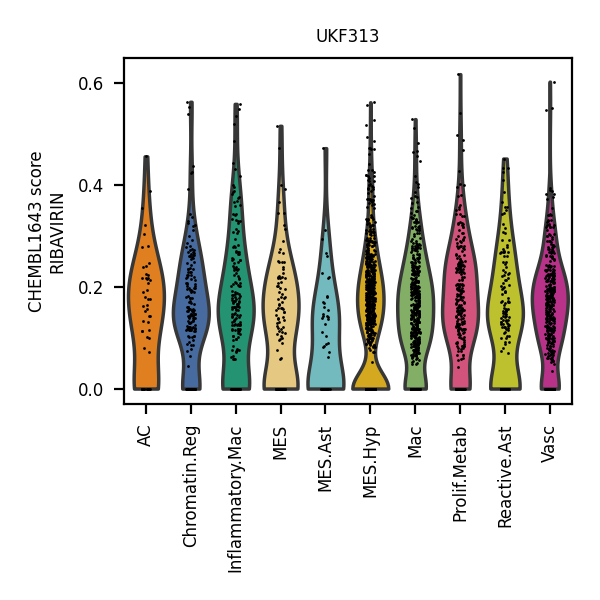 UKF313
CHEMBL1643 score
RIBAVIRIN
0.6
0.4
0.2
0.0
AC
Chromatin.Reg
Inflammatory.Mac
MES
MES.Ast
MES.Hyp
Mac
Prolif.Metab
Reactive.Ast
Vasc